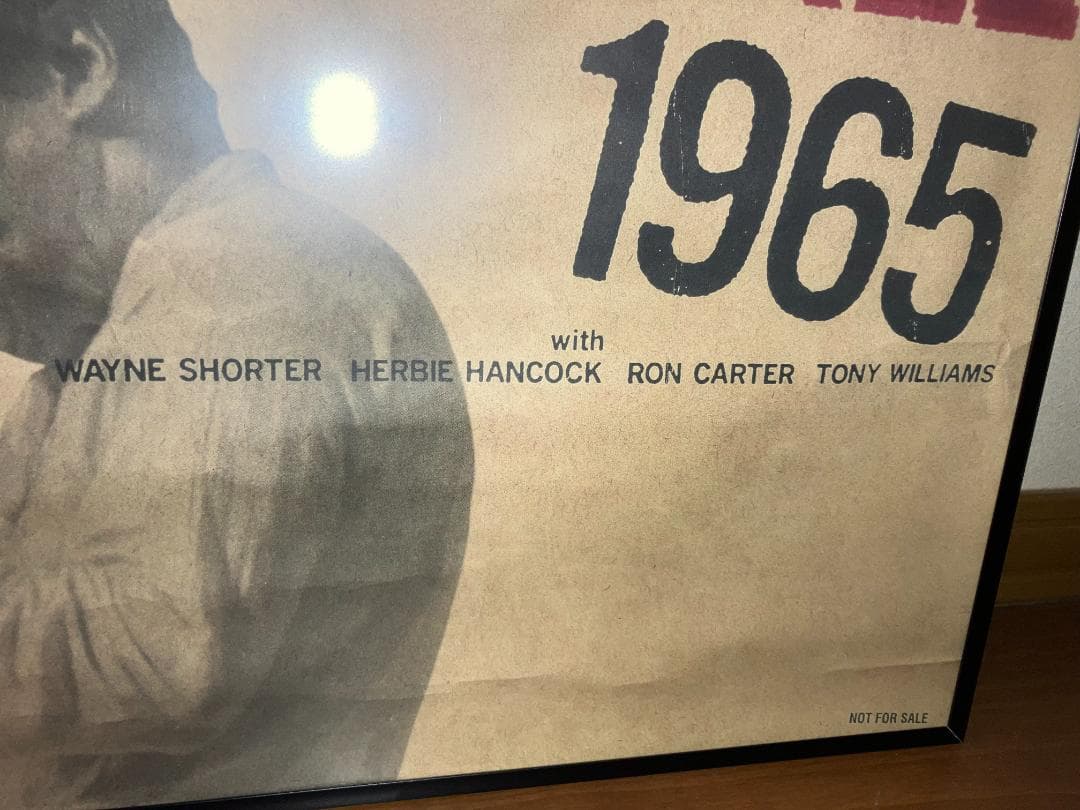 1965
with
WAYNE SHORTER HERBIE HANCOCK RON CARTER TONY WILLIAMS
NOT FOR SALE